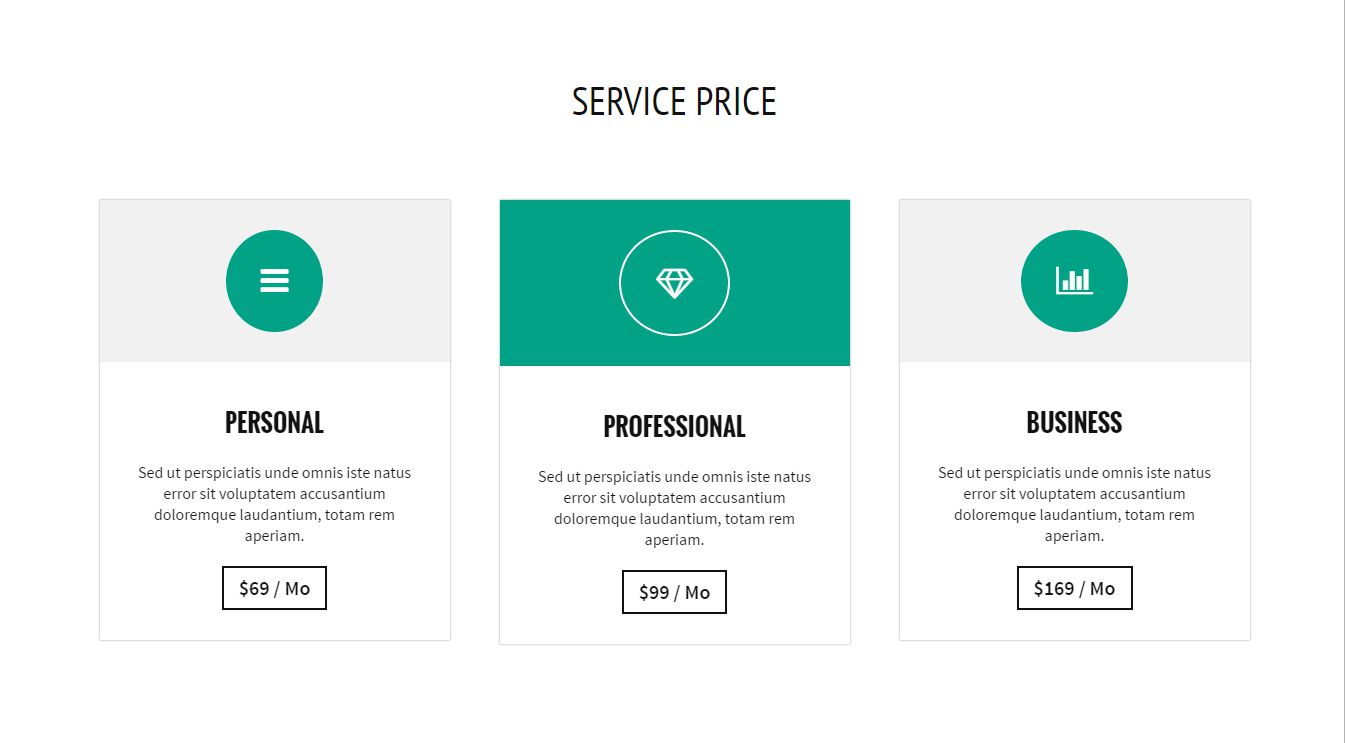 SERVICE PRICE
PERSONAL
Sed ut perspiciatis unde omnis iste natus
error sit voluptatem accusantium
doloremque laudantium, totam rem
aperiam.
$69 / Mo
PROFESSIONAL
Sed ut perspiciatis unde omnis iste natus
error sit voluptatem accusantium
doloremque laudantium, totam rem
aperiam.
$99 / Mo
BUSINESS
Sed ut perspiciatis unde omnis iste natus
error sit voluptatem accusantium
doloremque laudantium, totam rem
aperiam.
$169 / Mo